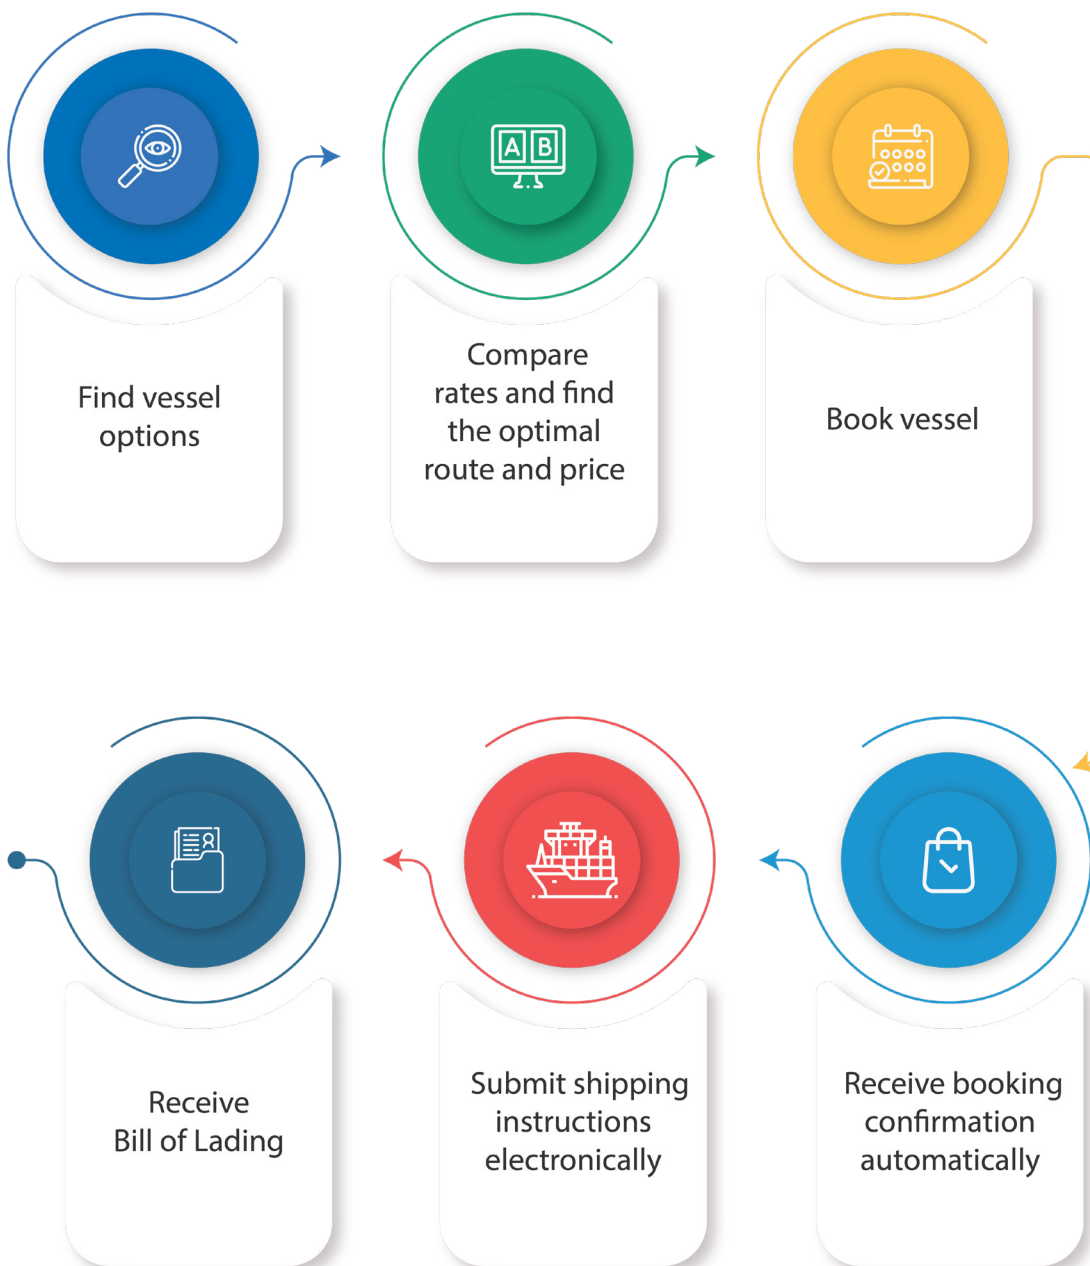 A B
Find vessel
options
Compare
rates and find
the optimal
route and price
Book vessel
Receive
Bill of Lading
Submit shipping
instructions
electronically
Receive booking
confirmation
automatically